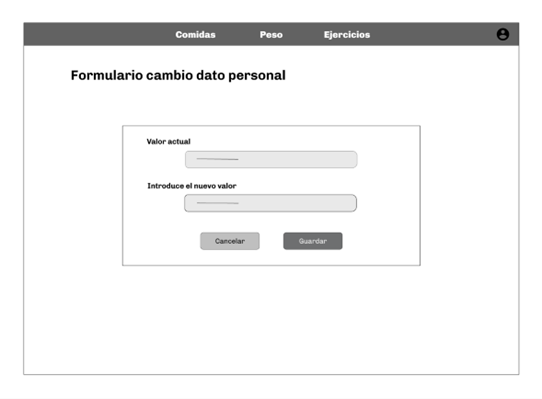 Comidas Peso Ejercicios
Formulario cambio dato personal
Valor actual
Introduce el nuevo valor
Cancelar Guardar